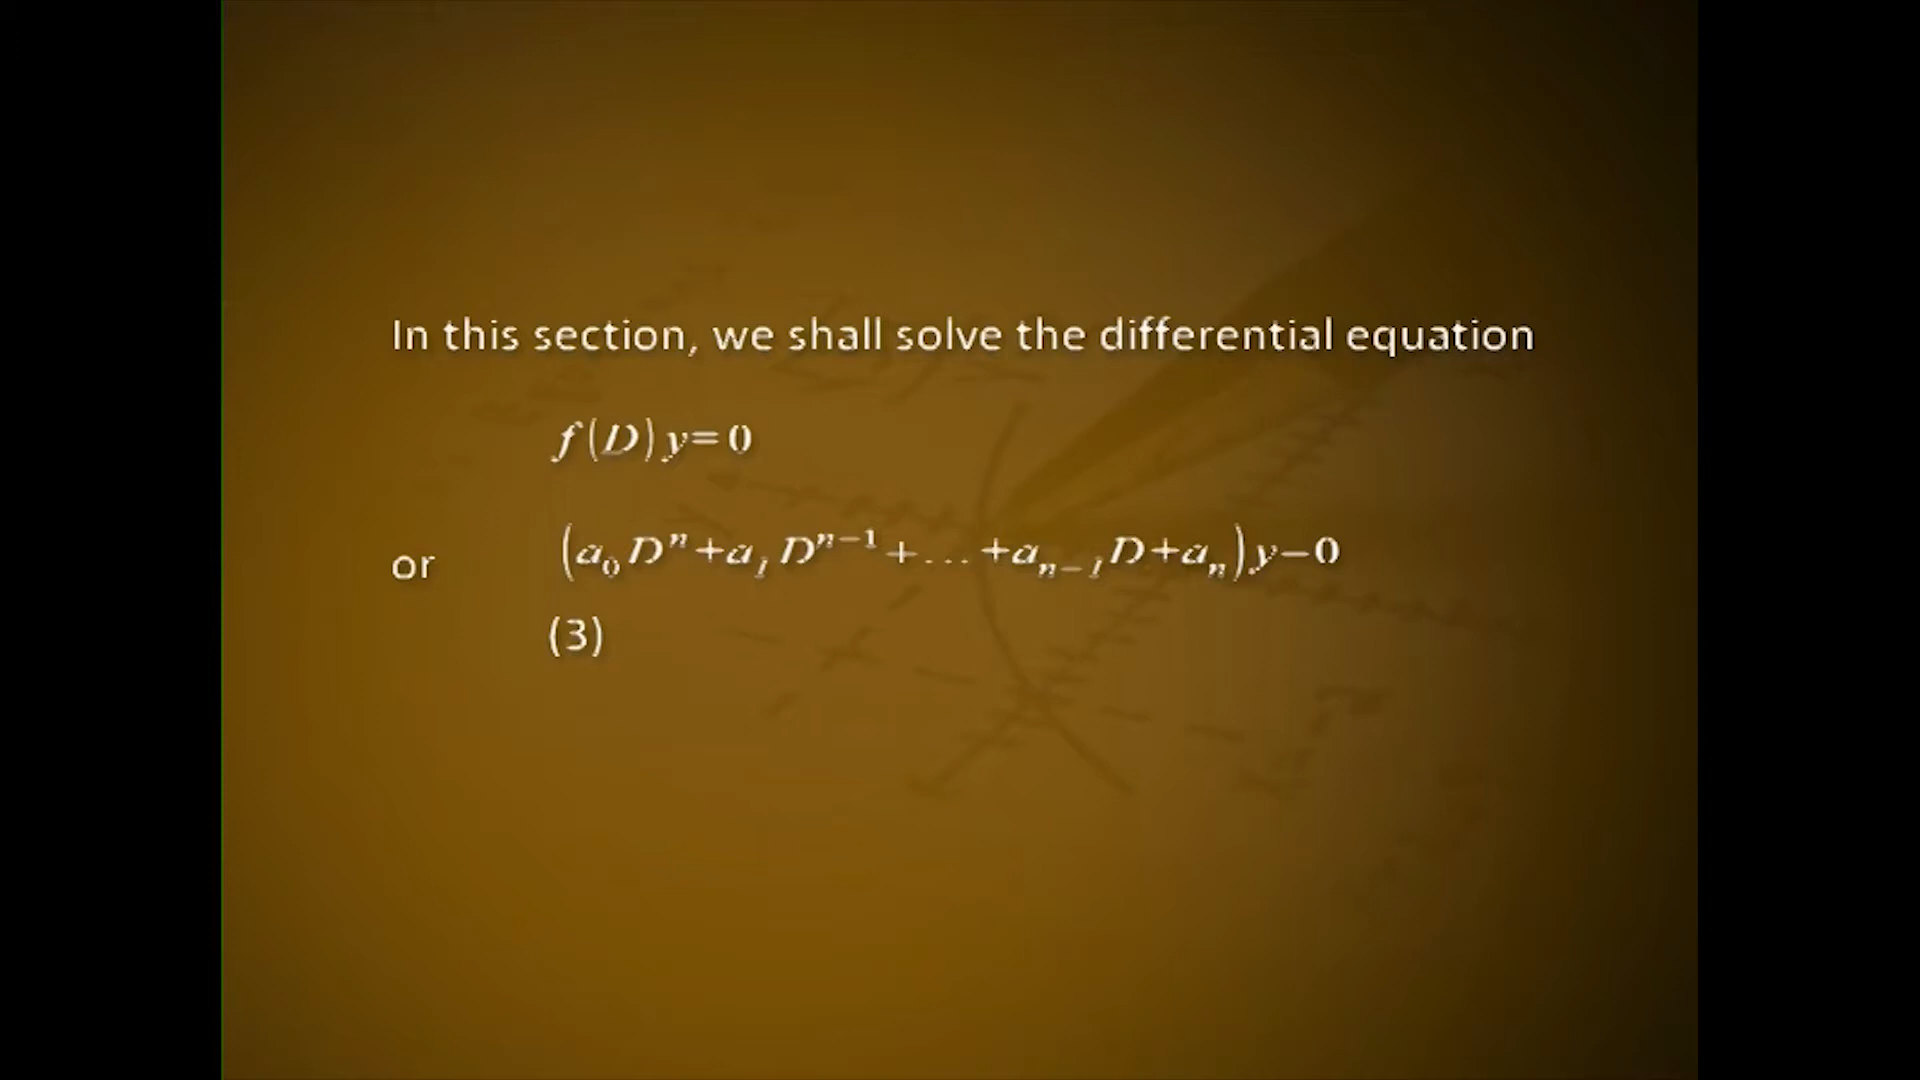 In this section, we shall solve the differential equation
f(D)y=0
or (a₀Dⁿ+a₁Dⁿ⁻¹+...+aₙ₋₁D+aₙ)y=0
(3)